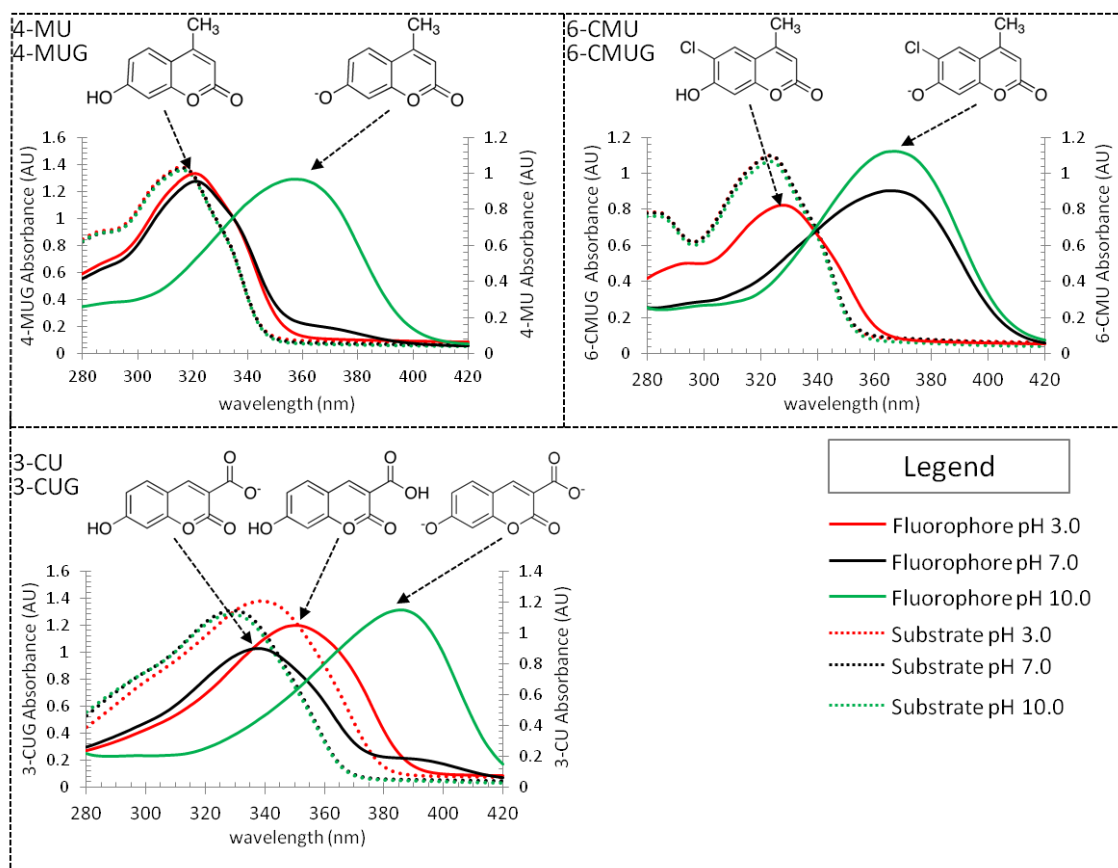 4-MU
4-MUG
CH₃
CH₃
HO
O
O
⁻O
O
O
1.6
1.4
1.2
1
0.8
0.6
0.4
0.2
0
4-MUG Absorbance (AU)
1.2
1
0.8
0.6
0.4
0.2
0
4-MU Absorbance (AU)
280 300 320 340 360 380 400 420
wavelength (nm)
6-CMU
6-CMUG
CH₃
CH₃
Cl
Cl
HO
O
O
⁻O
O
O
1.2
1
0.8
0.6
0.4
0.2
0
6-CMUG Absorbance (AU)
1.2
1
0.8
0.6
0.4
0.2
0
6-CMU Absorbance (AU)
280 300 320 340 360 380 400 420
wavelength (nm)
3-CU
3-CUG
O
O⁻
HO
O
O
O
OH
HO
O
O
O
O⁻
⁻O
O
O
1.6
1.4
1.2
1
0.8
0.6
0.4
0.2
0
3-CUG Absorbance (AU)
1.4
1.2
1
0.8
0.6
0.4
0.2
0
3-CU Absorbance (AU)
280 300 320 340 360 380 400 420
wavelength (nm)
Legend
Fluorophore pH 3.0
Fluorophore pH 7.0
Fluorophore pH 10.0
Substrate pH 3.0
Substrate pH 7.0
Substrate pH 10.0